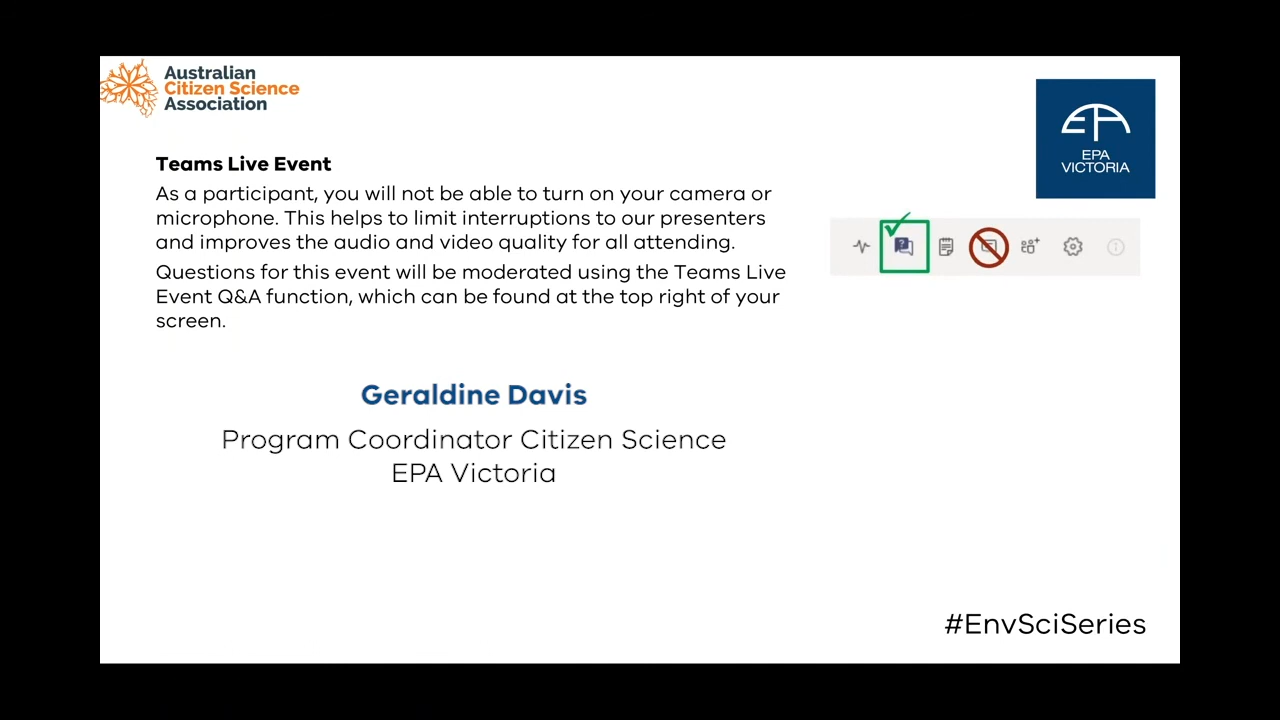 Australian
Citizen Science
Association
EPA
VICTORIA
Teams Live Event
As a participant, you will not be able to turn on your camera or
microphone. This helps to limit interruptions to our presenters
and improves the audio and video quality for all attending.
Questions for this event will be moderated using the Teams Live
Event Q&A function, which can be found at the top right of your
screen.
Geraldine Davis
Program Coordinator Citizen Science
EPA Victoria
#EnvSciSeries